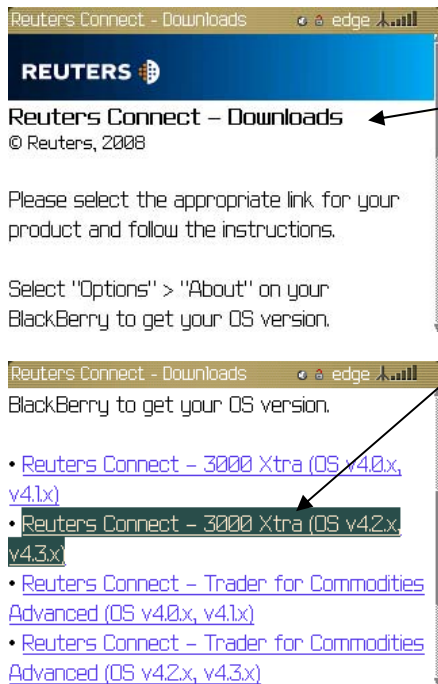 Reuters Connect - Downloads edge
REUTERS
Reuters Connect – Downloads
© Reuters, 2008
Please select the appropriate link for your
product and follow the instructions.
Select "Options" > "About" on your
BlackBerry to get your OS version.
Reuters Connect - Downloads edge
BlackBerry to get your OS version.
• Reuters Connect – 3000 Xtra (OS v4.0.x,
v4.1.x)
• Reuters Connect – 3000 Xtra (OS v4.2.x,
v4.3.x)
• Reuters Connect – Trader for Commodities
Advanced (OS v4.0.x, v4.1.x)
• Reuters Connect – Trader for Commodities
Advanced (OS v4.2.x, v4.3.x)